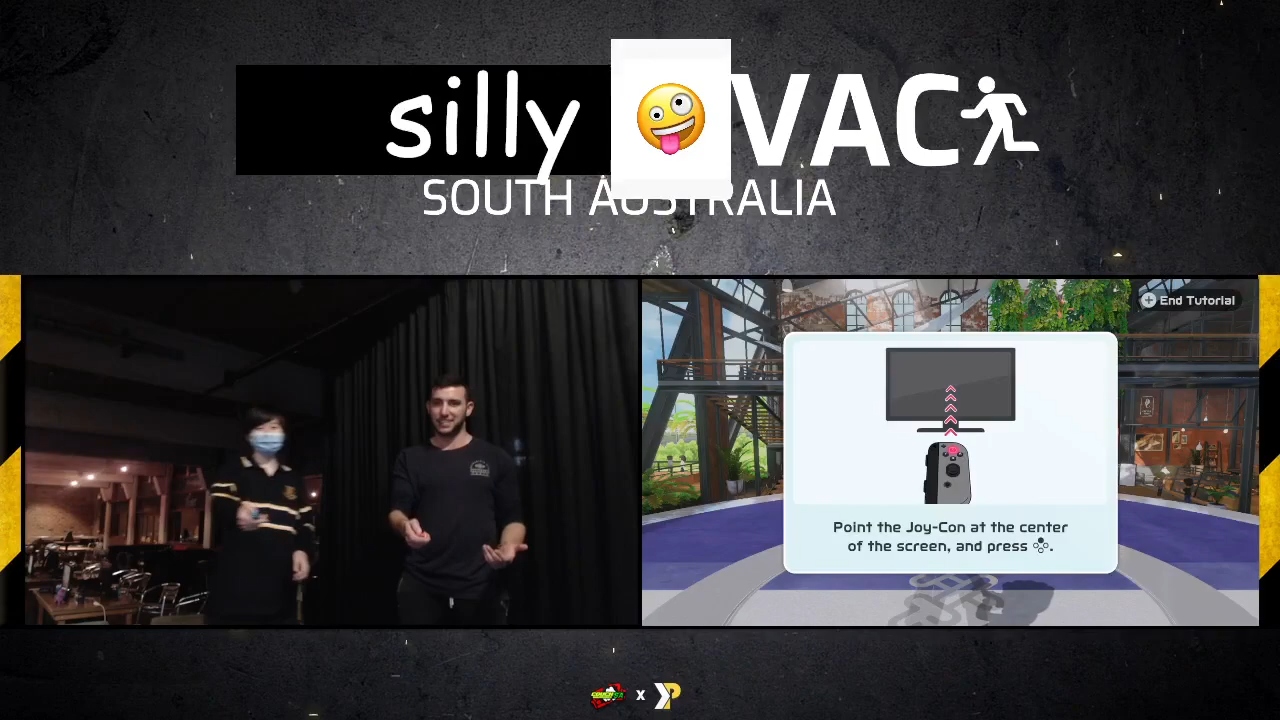 silly VAC
SOUTH AUSTRALIA
End Tutorial
Point the Joy-Con at the center
of the screen, and press
x